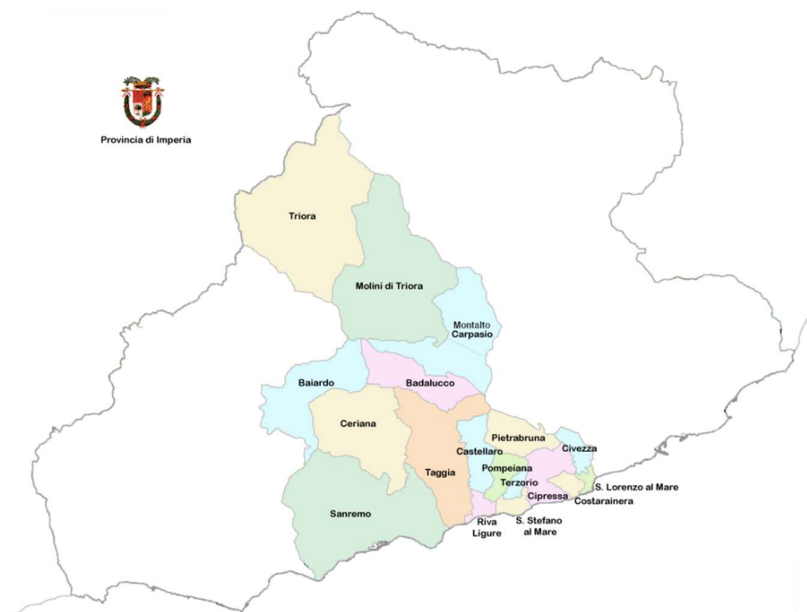 Provincia di Imperia
Triora
Molini di Triora
Montalto
Carpasio
Baiardo
Badalucco
Ceriana
Pietrabruna
Castellaro
Civezza
Pompeiana
Taggia
Terzorio
S. Lorenzo al Mare
Cipressa
Costarainera
Sanremo
Riva
Ligure
S. Stefano
al Mare